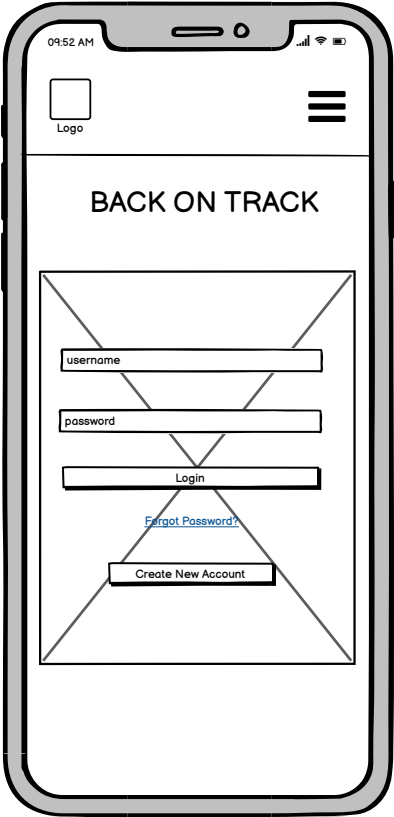 09:52 AM
Logo
BACK ON TRACK
username
password
Login
Forgot Password?
Create New Account